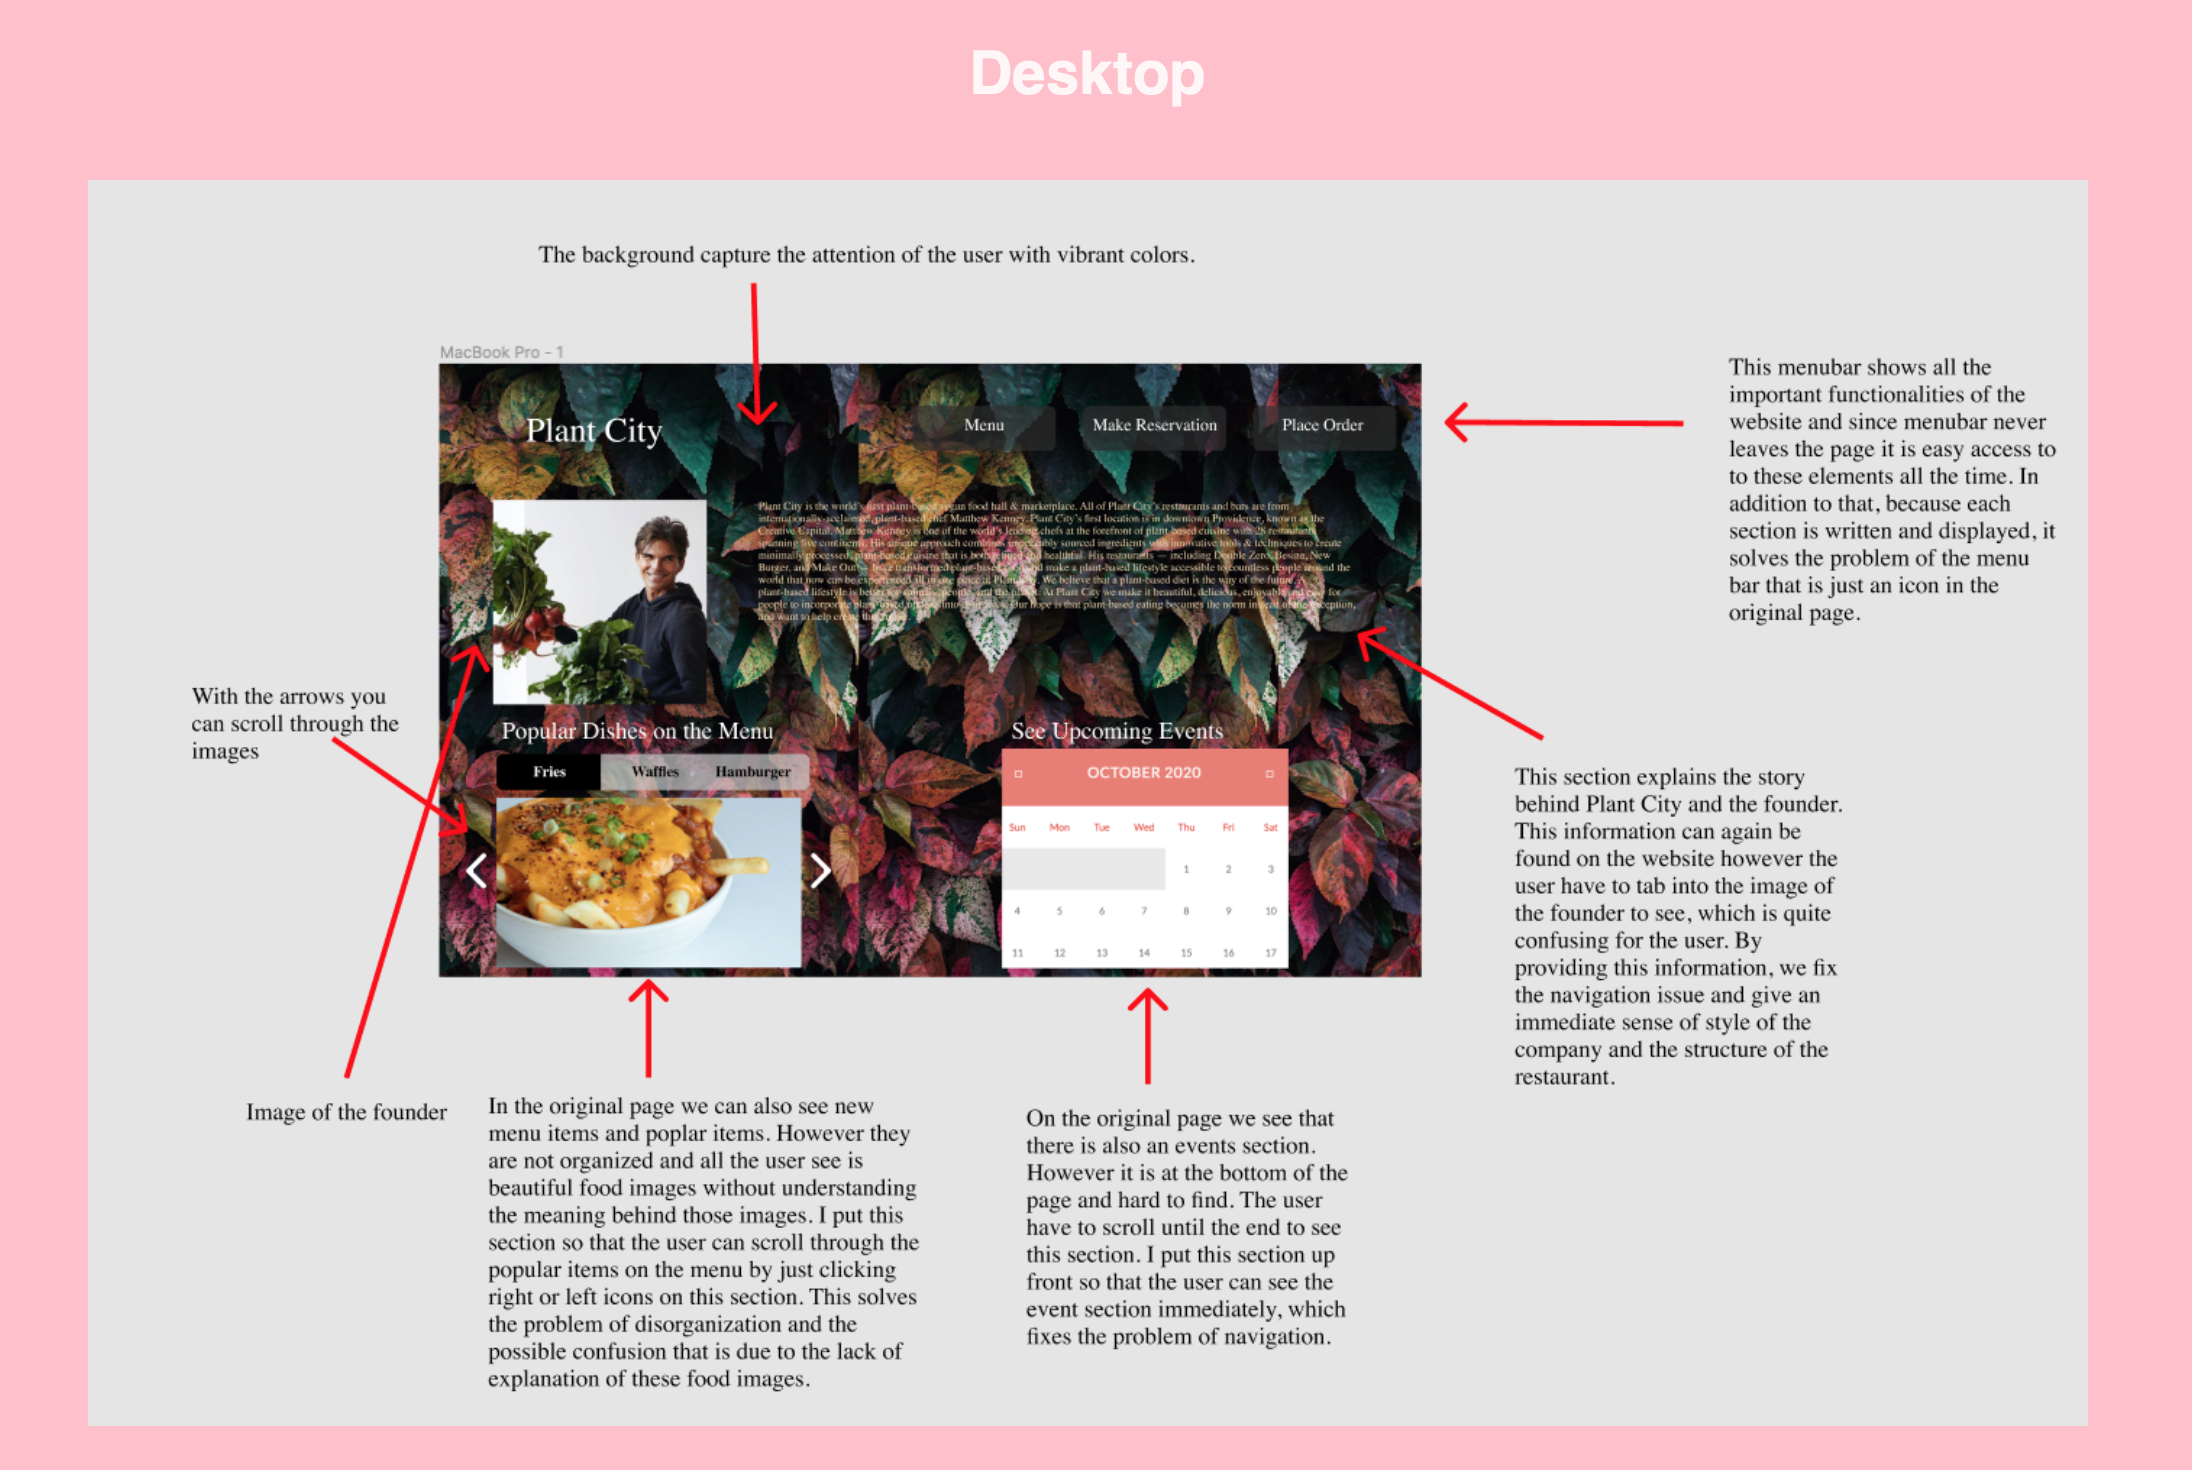 Desktop
The background capture the attention of the user with vibrant colors.
MacBook Pro - 1
Plant City
Menu
Make Reservation
Place Order
This menubar shows all the
important functionalities of the
website and since menubar never
leaves the page it is easy access to
to these elements all the time. In
addition to that, because each
section is written and displayed, it
solves the problem of the menu
bar that is just an icon in the
original page.
Plant City is the world's first plant-based vegan food hall & marketplace. All of Plant City's restaurants and bars are from
internationally-acclaimed, plant-based chef Matthew Kenney. Plant City's first location is in downtown Providence, known as the
Creative Capital. Matthew Kenney is one of the world's leading chefs at the forefront of plant-based cuisine with 28 restaurants
spanning five continents. His unique approach combines sourced ingredients with innovative tools & techniques to create
minimally processed, plant-based cuisine that is both refined and healthful. His restaurants — including Double Zero, New
Burger, and Make Out — have transformed plant-based and make a plant-based lifestyle accessible to countless people around the
world that now can be experienced all in one place in Plant City. We believe that a plant-based diet is the way of the future. A
plant-based lifestyle is better for people, and the planet. At Plant City we make it beautiful, delicious, enjoyable and easy for
people to incorporate plant-based into Our hope is that plant-based eating becomes the norm instead of the exception,
and want to help create this
With the arrows you
can scroll through the
images
Popular Dishes on the Menu
Fries
Waffles
Hamburger
See Upcoming Events
OCTOBER 2020
Sun Mon Tue Wed Thu Fri Sat
1 2 3
4 5 6 7 8 9 10
11 12 13 14 15 16 17
This section explains the story
behind Plant City and the founder.
This information can again be
found on the website however the
user have to tab into the image of
the founder to see, which is quite
confusing for the user. By
providing this information, we fix
the navigation issue and give an
immediate sense of style of the
company and the structure of the
restaurant.
Image of the founder
In the original page we can also see new
menu items and poplar items. However they
are not organized and all the user see is
beautiful food images without understanding
the meaning behind those images. I put this
section so that the user can scroll through the
popular items on the menu by just clicking
right or left icons on this section. This solves
the problem of disorganization and the
possible confusion that is due to the lack of
explanation of these food images.
On the original page we see that
there is also an events section.
However it is at the bottom of the
page and hard to find. The user
have to scroll until the end to see
this section. I put this section up
front so that the user can see the
event section immediately, which
fixes the problem of navigation.